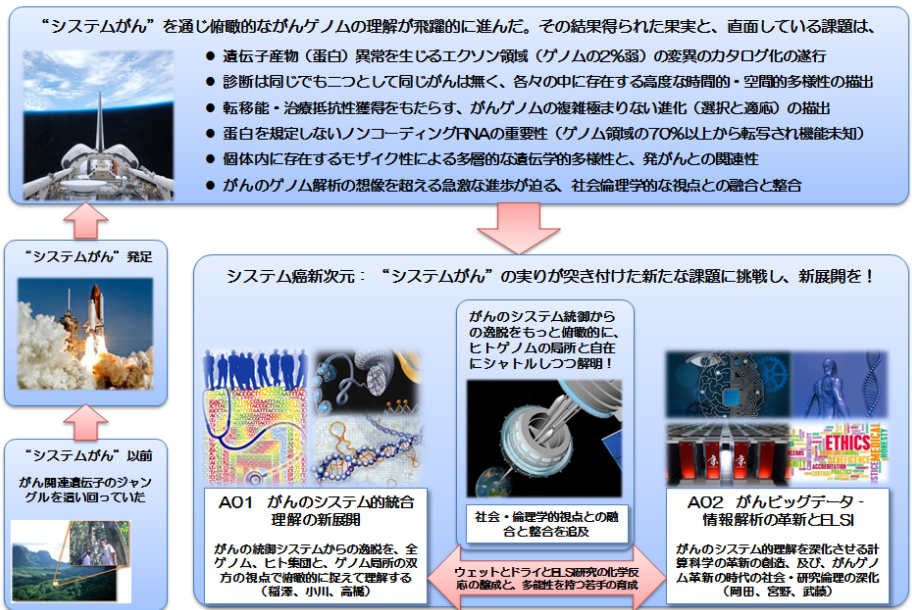 “システムがん”を通じ俯瞰的ながんゲノムの理解が飛躍的に進んだ。その結果得られた果実と、直面している課題は、
● 遺伝子産物（蛋白）異常を生じるエクソン領域（ゲノムの2%弱）の変異のカタログ化の遂行
● 診断は同じでも二つとして同じがんは無く、各々の中に存在する高度な時間的・空間的多様性の描出
● 転移能・治療抵抗性獲得をもたらす、がんゲノムの複雑極まりない進化（選択と適応）の描出
● 蛋白を規定しないノンコーディングRNAの重要性（ゲノム領域の70%以上から転写され機能未知）
● 個体内に存在するモザイク性による多層的な遺伝学的多様性と、発がんとの関連性
● がんのゲノム解析の想像を超える急激な進歩が迫る、社会倫理学的な視点との融合と整合
“システムがん”発足
“システムがん”以前
がん関連遺伝子のジャン
グルを這い回っていた
システム癌新次元： “システムがん”の実りが突き付けた新たな課題に挑戦し、新展開を！
がんのシステム統御から
の逸脱をもっと俯瞰的に、
ヒトゲノムの局所と自在
にシャトルしつつ解明！
社会・倫理学的視点との融
合と整合を追及
A01 がんのシステム的統合
理解の新展開
がんの統御システムからの逸脱を、全
ゲノム、ヒト集団と、ゲノム局所の双
方の視点で俯瞰的に捉えて理解する
（稲澤、小川、高橋）
ウェットとドライとELSI研究の化学反
応の醸成と、多能性を持つ若手の育成
京
ETHICS
MEDICAL
HONESTY
JUSTICE
BENEFICENCE
ACCREDITATION
PRACTICE
A02 がんビッグデータ・
情報解析の革新とELSI
がんのシステム的理解を深化させる計
算科学の革新の創造、及び、がんゲノ
ム革新の時代の社会・研究倫理の深化
（岡田、宮野、武藤）